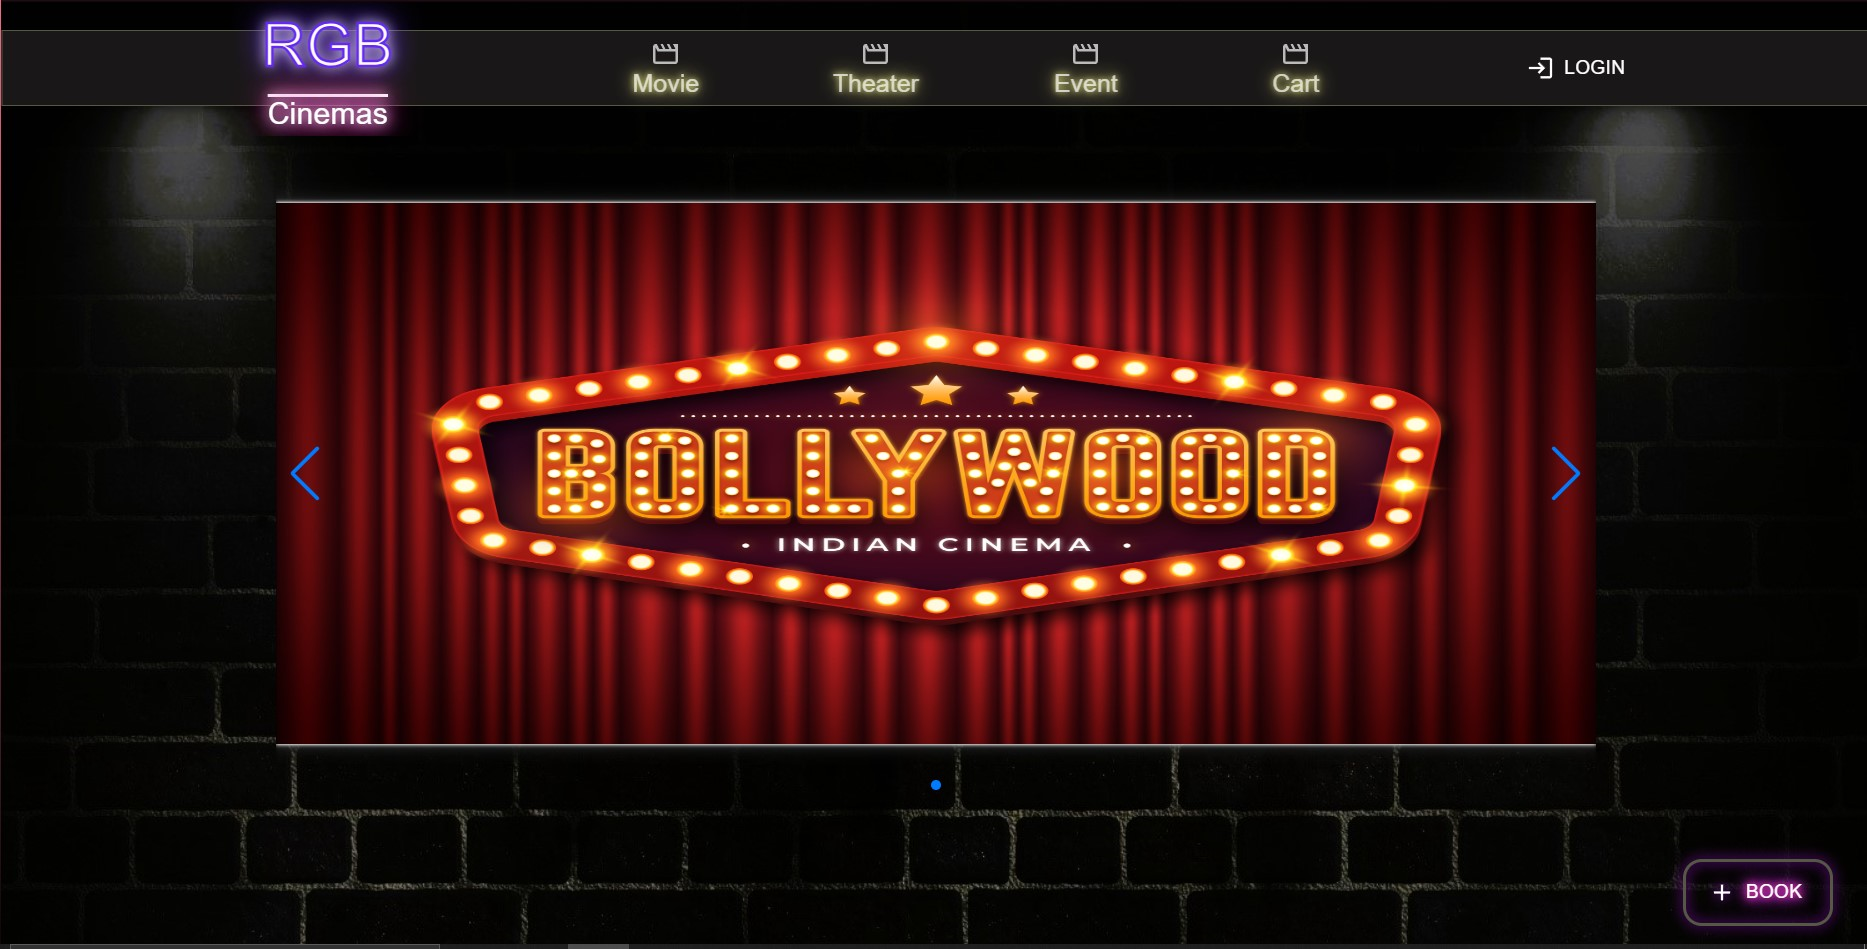 RGB
Cinemas
Movie
Theater
Event
Cart
LOGIN
BOLLYWOOD
• INDIAN CINEMA •
+ BOOK